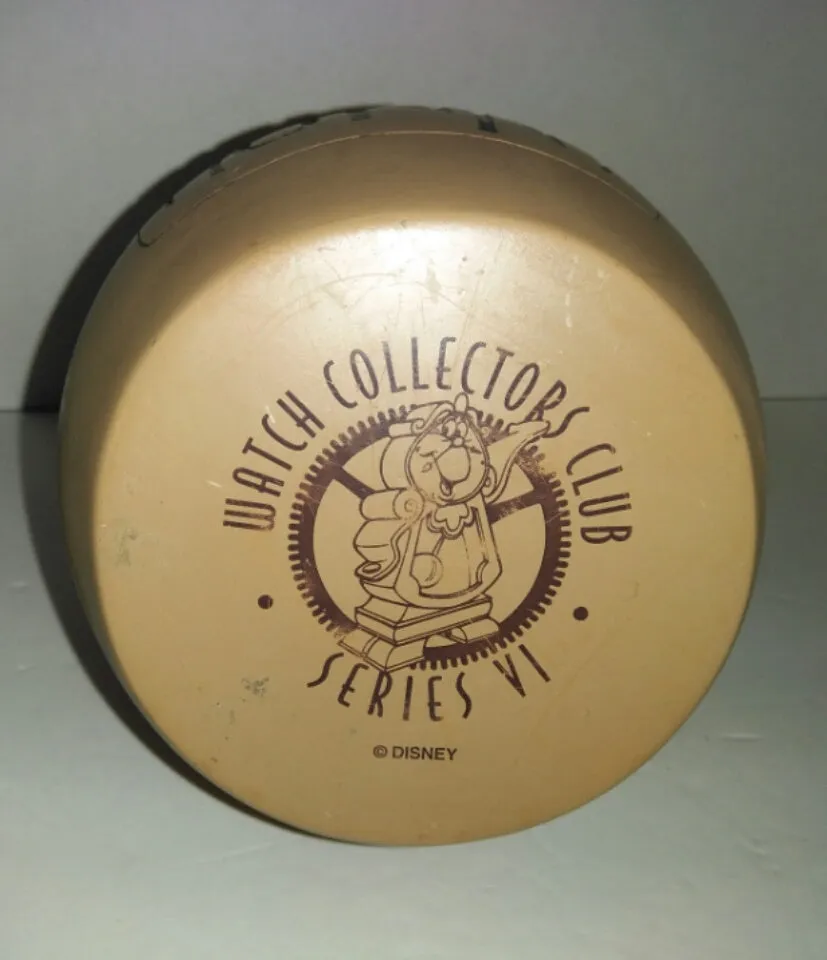 WATCH COLLECTORS CLUB
SERIES VI
© DISNEY